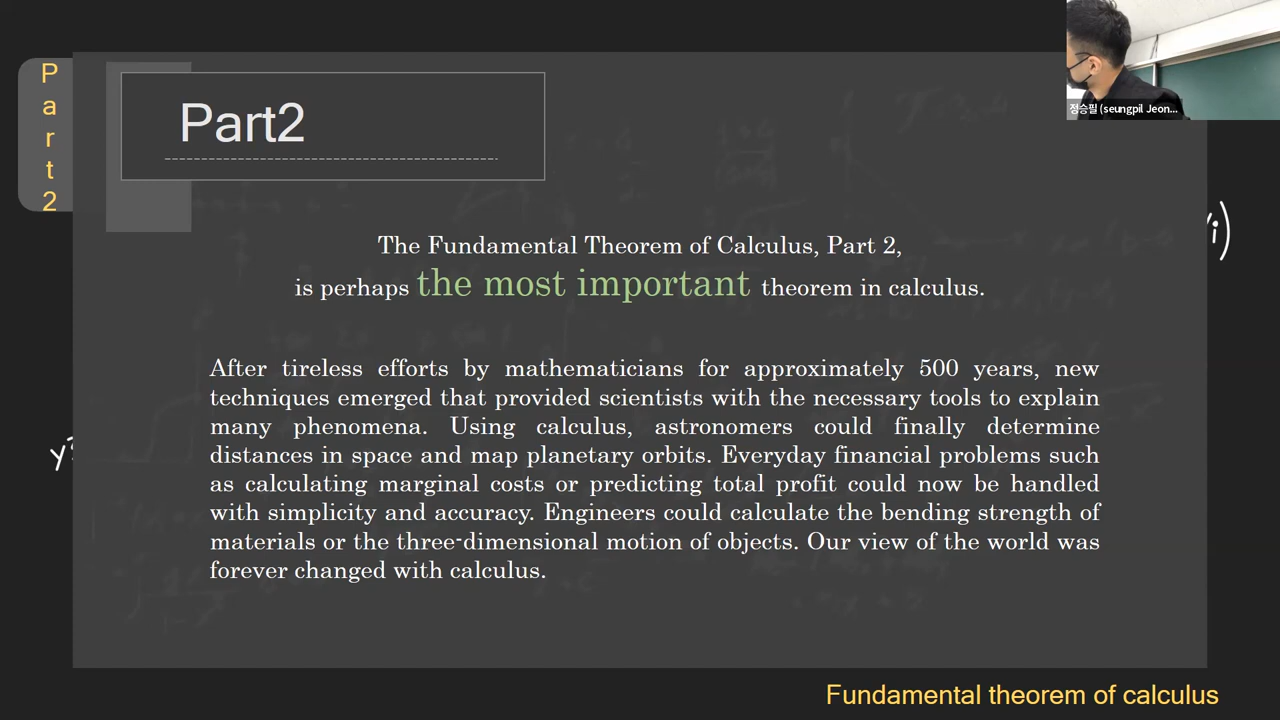 Part2
Part2
The Fundamental Theorem of Calculus, Part 2,
is perhaps the most important theorem in calculus.
After tireless efforts by mathematicians for approximately 500 years, new
techniques emerged that provided scientists with the necessary tools to explain
many phenomena. Using calculus, astronomers could finally determine
distances in space and map planetary orbits. Everyday financial problems such
as calculating marginal costs or predicting total profit could now be handled
with simplicity and accuracy. Engineers could calculate the bending strength of
materials or the three-dimensional motion of objects. Our view of the world was
forever changed with calculus.
Fundamental theorem of calculus
정승필 (seungpil Jeon...